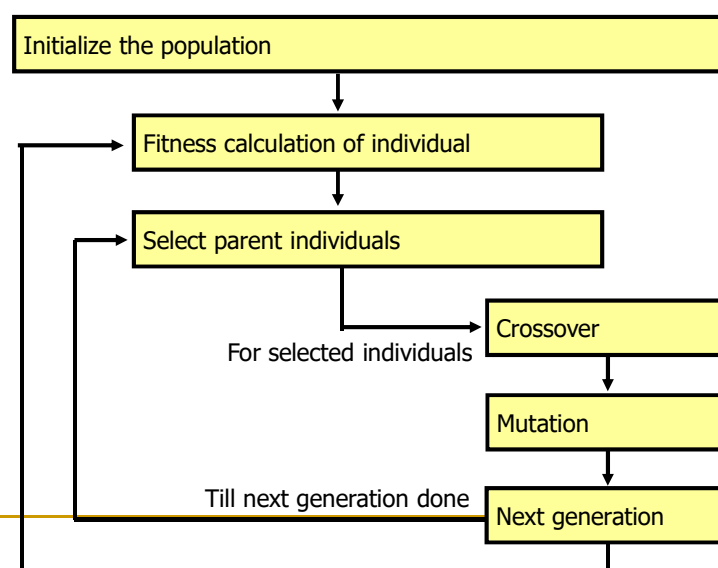 Initialize the population
Fitness calculation of individual
Select parent individuals
Crossover
For selected individuals
Mutation
Till next generation done
Next generation